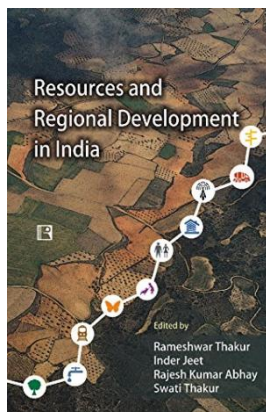 Resources and
Regional Development
in India
Edited by
Rameshwar Thakur
Inder Jeet
Rajesh Kumar Abhay
Swati Thakur